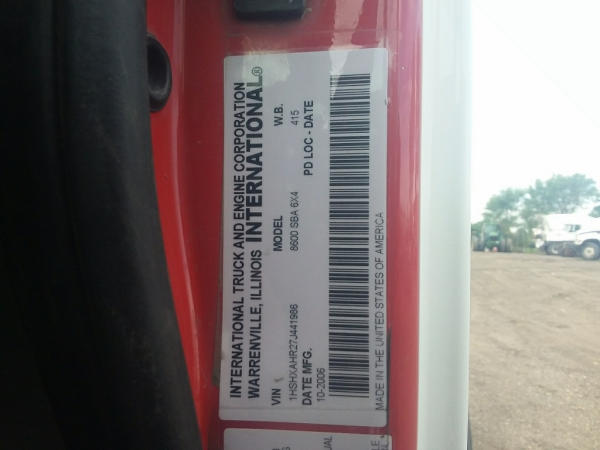 INTERNATIONAL TRUCK AND ENGINE CORPORATION
WARRENVILLE, ILLINOIS INTERNATIONAL®
VIN MODEL W.B.
1HSHXAHR27J441986 8600 SBA 6X4 415
DATE MFG. PD LOC - DATE
10-2006
MADE IN THE UNITED STATES OF AMERICA